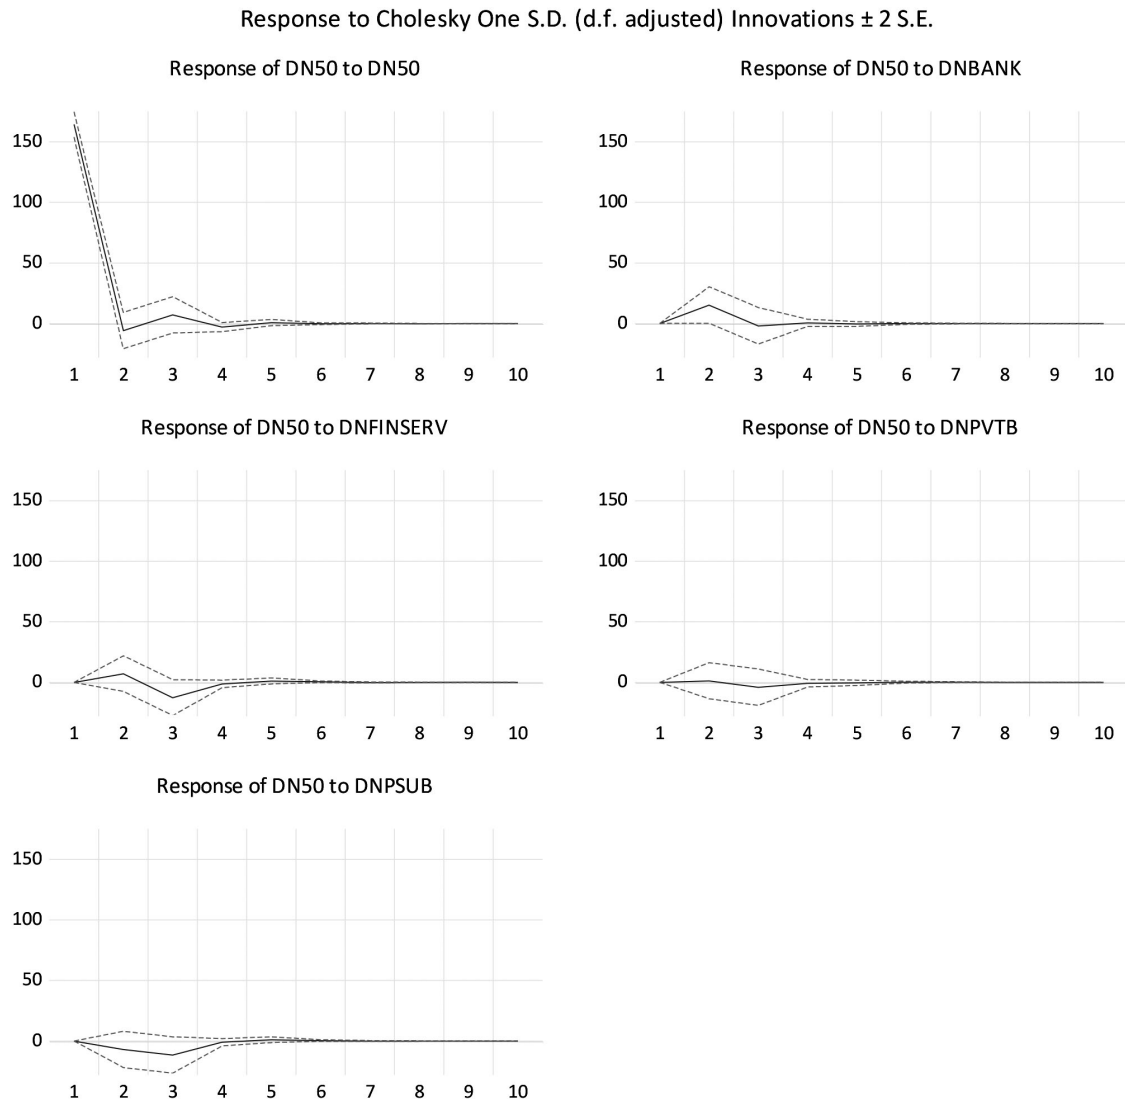 Response to Cholesky One S.D. (d.f. adjusted) Innovations ± 2 S.E.
Response of DN50 to DN50
150
100
50
0
1 2 3 4 5 6 7 8 9 10
Response of DN50 to DNBANK
150
100
50
0
1 2 3 4 5 6 7 8 9 10
Response of DN50 to DNFINSERV
150
100
50
0
1 2 3 4 5 6 7 8 9 10
Response of DN50 to DNPVTB
150
100
50
0
1 2 3 4 5 6 7 8 9 10
Response of DN50 to DNPSUB
150
100
50
0
1 2 3 4 5 6 7 8 9 10